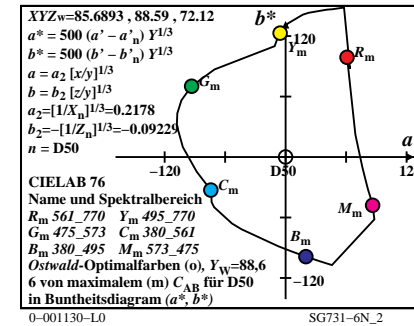 XYZw=85.6893, 88.59, 72.12
a* = 500 (a' – a'n) Y^1/3
b* = 500 (b' – b'n) Y^1/3
a = a2 [x/y]^1/3
b = b2 [z/y]^1/3
a2=[1/Xn]^1/3=0.2178
b2=–[1/Zn]^1/3=–0.09229
n = D50
CIELAB 76
Name und Spektralbereich
Rm 561_770 Ym 495_770
Gm 475_573 Cm 380_561
Bm 380_495 Mm 573_475
Ostwald-Optimalfarben (o), YW=88,6
6 von maximalem (m) CAB für D50
in Buntheitsdiagram (a*, b*)
b*
120
Ym
Rm
Gm
a
–120
D50
12
Cm
Mm
Bm
–120
0–001130–L0
SG731–6N_2